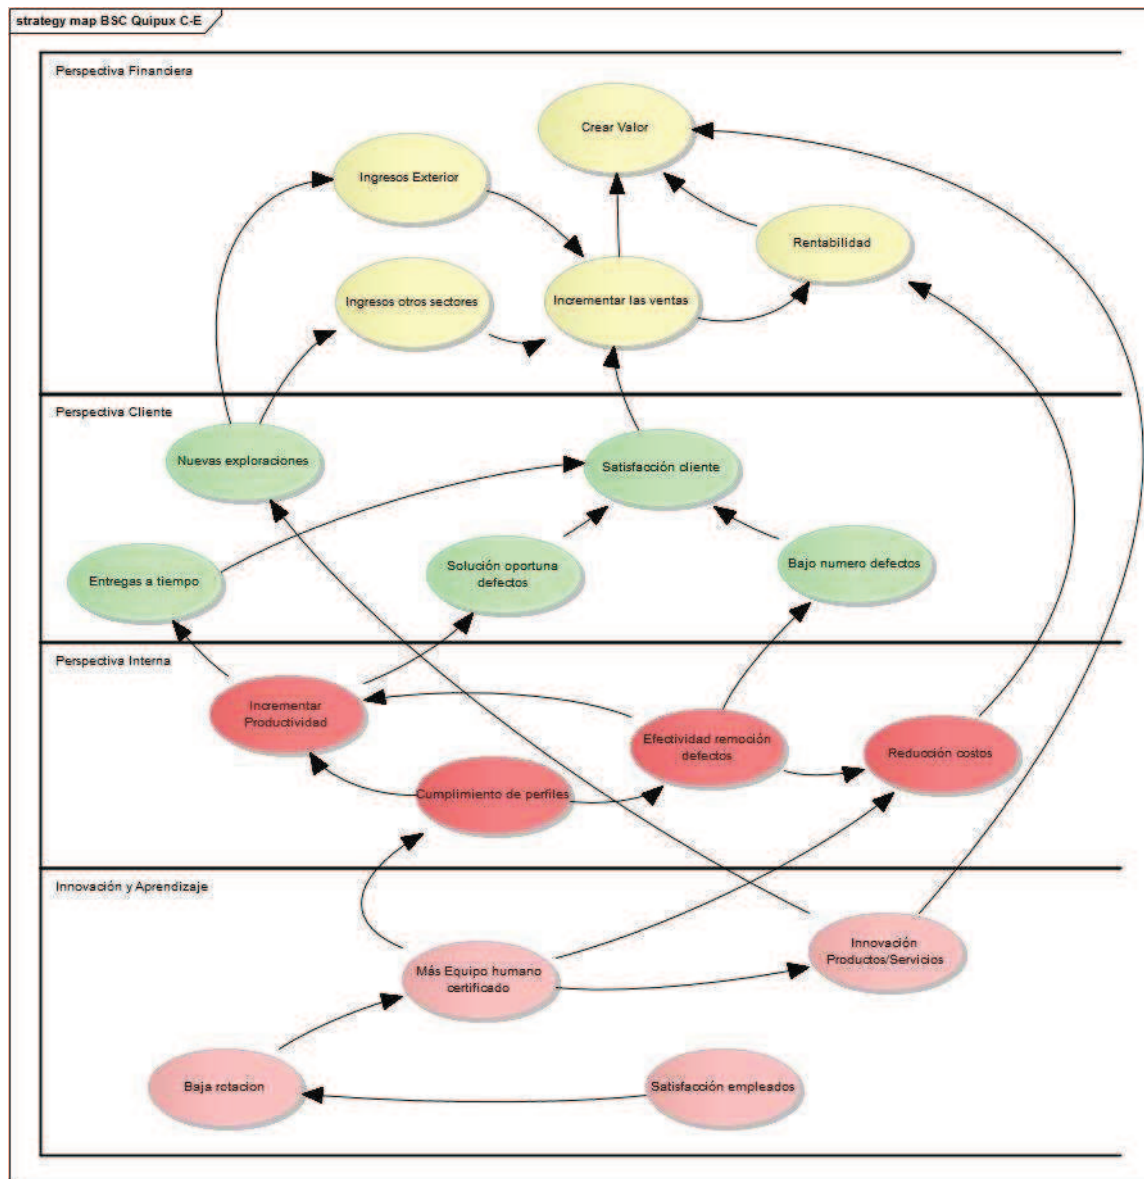 strategy map BSC Quipux C-E
Perspectiva Financiera
Crear Valor
Ingresos Exterior
Rentabilidad
Ingresos otros sectores
Incrementar las ventas
Perspectiva Cliente
Nuevas exploraciones
Satisfacción cliente
Entregas a tiempo
Solución oportuna
defectos
Bajo numero defectos
Perspectiva Interna
Incrementar
Productividad
Efectividad remoción
defectos
Reducción costos
Cumplimiento de perfiles
Innovación y Aprendizaje
Más Equipo humano
certificado
Innovación
Productos/Servicios
Baja rotacion
Satisfacción empleados